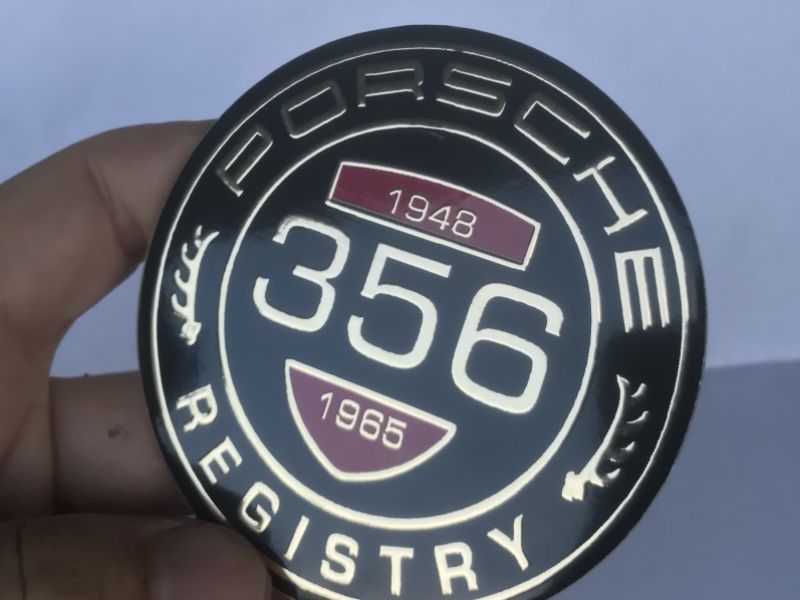 PORSCHE
1948
356
1965
REGISTRY